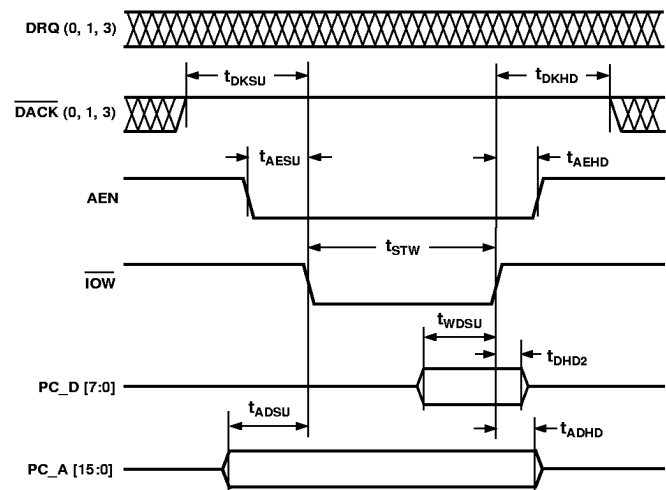 DRQ (0, 1, 3)
tDKSU
tDKHD
DACK (0, 1, 3)
tAESU
tAEHD
AEN
tSTW
IOW
tWDSU
tDHD2
PC_D [7:0]
tADSU
tADHD
PC_A [15:0]